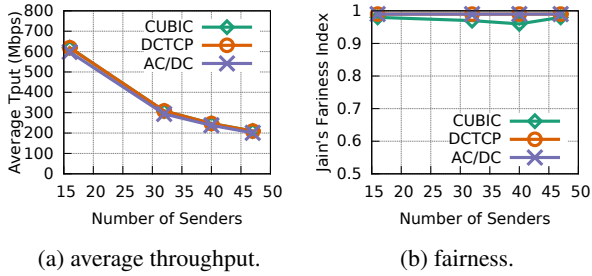 Average Tput (Mbps)
800
700
600
500
400
300
200
100
0
CUBIC
DCTCP
AC/DC
15 20 25 30 35 40 45 50
Number of Senders
(a) average throughput.
Jain's Fariness Index
1
0.9
0.8
0.7
0.6
0.5
CUBIC
DCTCP
AC/DC
15 20 25 30 35 40 45 50
Number of Senders
(b) fairness.